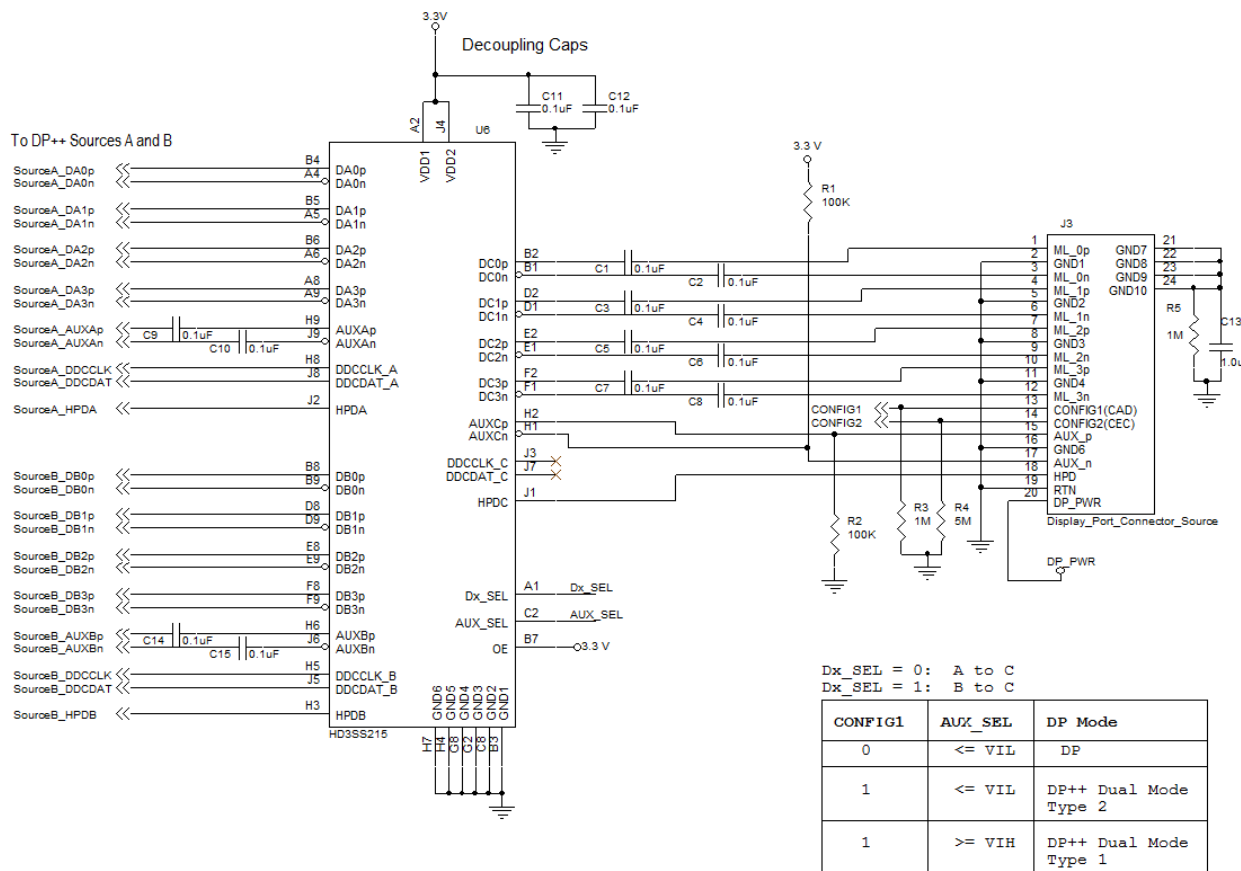 3.3V
Decoupling Caps
C11
0.1uF
C12
0.1uF
A2
J4
U6
To DP++ Sources A and B
VDD1
VDD2
SourceA_DA0p B4 DA0p
SourceA_DA0n A4 DA0n
SourceA_DA1p B5 DA1p
SourceA_DA1n A5 DA1n
SourceA_DA2p B6 DA2p
SourceA_DA2n A6 DA2n
SourceA_DA3p A8 DA3p
SourceA_DA3n A9 DA3n
SourceA_AUXAp C9 0.1uF H9 AUXAp
SourceA_AUXAn C10 0.1uF J9 AUXAn
SourceA_DDCCLK H8 DDCCLK_A
SourceA_DDCDAT J8 DDCDAT_A
SourceA_HPDA J2 HPDA
SourceB_DB0p B8 DB0p
SourceB_DB0n B9 DB0n
SourceB_DB1p D8 DB1p
SourceB_DB1n D9 DB1n
SourceB_DB2p E8 DB2p
SourceB_DB2n E9 DB2n
SourceB_DB3p F8 DB3p
SourceB_DB3n F9 DB3n
SourceB_AUXBp C14 0.1uF H6 AUXBp
SourceB_AUXBn C15 0.1uF J6 AUXBn
SourceB_DDCCLK H5 DDCCLK_B
SourceB_DDCDAT J5 DDCDAT_B
SourceB_HPDB H3 HPDB
HD3SS215
DC0p B2 C1 0.1uF
DC0n B1 C2 0.1uF
DC1p D2 C3 0.1uF
DC1n D1 C4 0.1uF
DC2p E2 C5 0.1uF
DC2n E1 C6 0.1uF
DC3p F2 C7 0.1uF
DC3n F1 C8 0.1uF
AUXCp H2
AUXCn H1
DDCCLK_C J3
DDCDAT_C J7
HPDC J1
Dx_SEL A1 Dx_SEL
AUX_SEL C2 AUX_SEL
OE B7 3.3 V
GND6 GND5 GND4 GND3 GND2 GND1
H7 H4 G8 G2 C8 B3
3.3 V
R1
100K
R2
100K
CONFIG1
CONFIG2
R3
1M
R4
5M
J3
1 ML_0p
2 GND1
3 ML_0n
4 ML_1p
5 GND2
6 ML_1n
7 ML_2p
8 GND3
9 ML_2n
10 ML_3p
11 GND4
12 ML_3n
13 CONFIG1(CAD)
14 CONFIG2(CEC)
15 AUX_p
16 GND6
17 AUX_n
18 HPD
19 RTN
20 DP_PWR
GND7 21
GND8 22
GND9 23
GND10 24
Display_Port_Connector_Source
DP_PWR
R5
1M
C13
1.0u
Dx_SEL = 0: A to C
Dx_SEL = 1: B to C
CONFIG1 AUX_SEL DP Mode
0 <= VIL DP
1 <= VIL DP++ Dual Mode
Type 2
1 >= VIH DP++ Dual Mode
Type 1